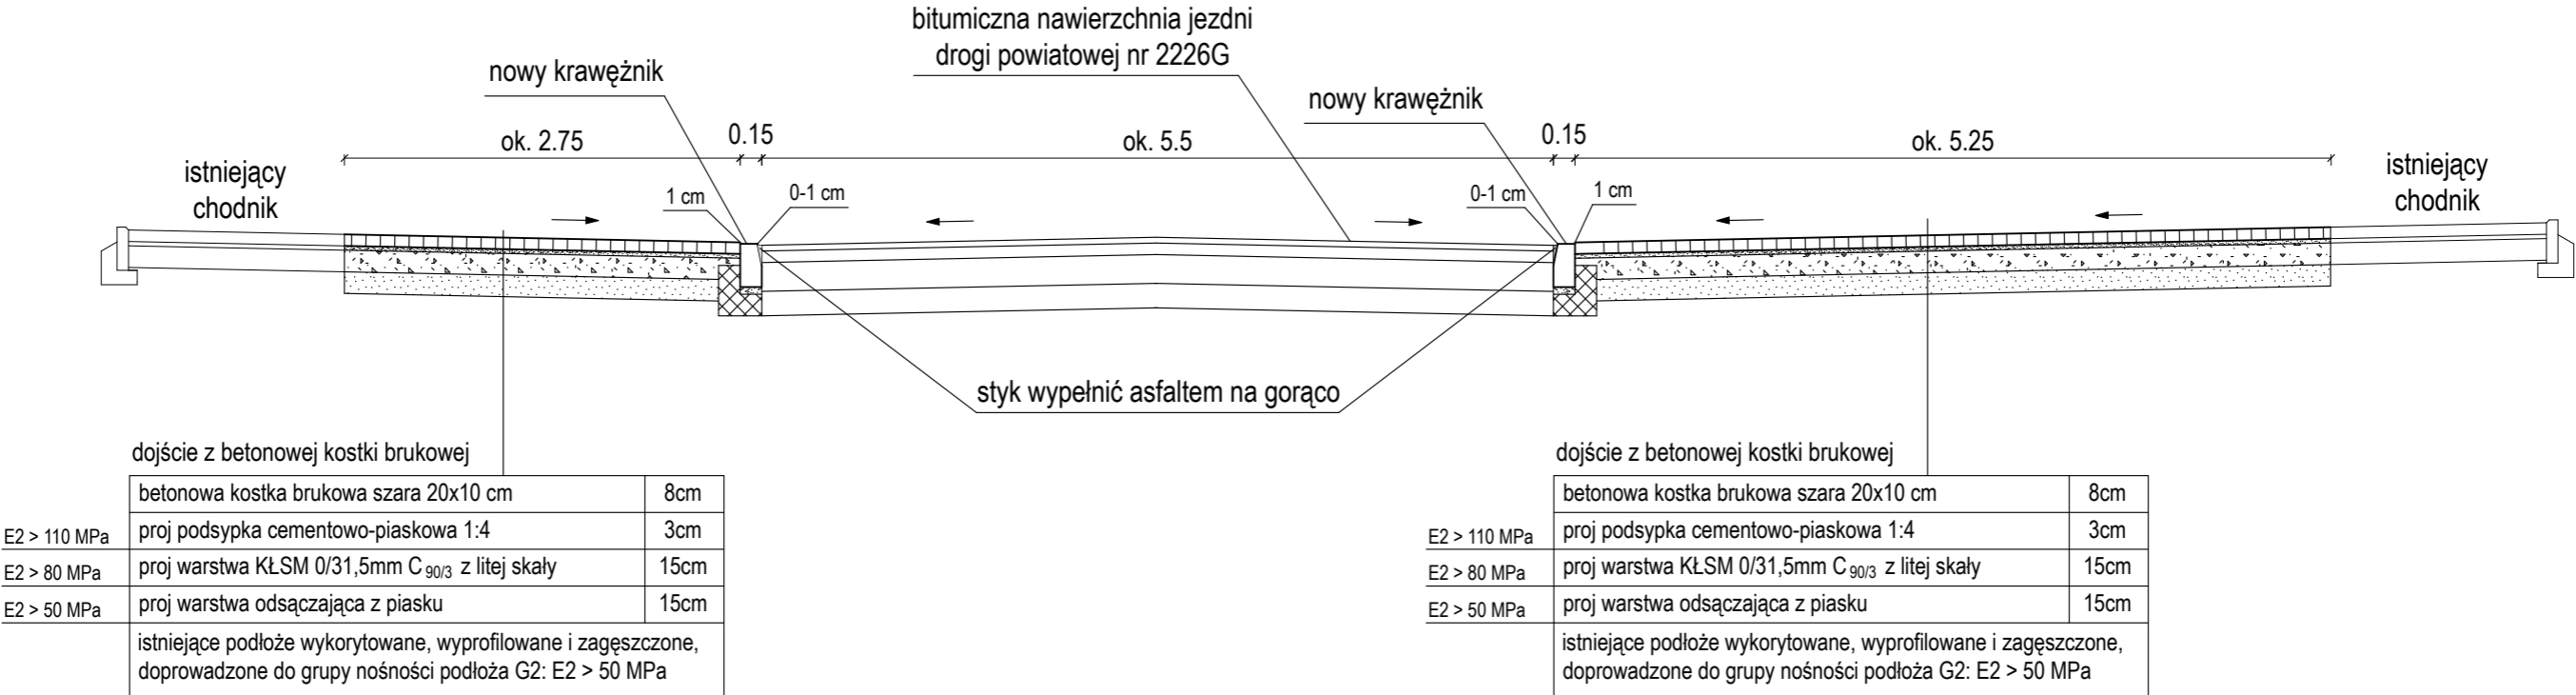 bitumiczna nawierzchnia jezdni
drogi powiatowej nr 2226G
nowy krawężnik
nowy krawężnik
ok. 2.75
0.15
ok. 5.5
0.15
ok. 5.25
istniejący
chodnik
1 cm
0-1 cm
0-1 cm
1 cm
istniejący
chodnik
styk wypełnić asfaltem na gorąco
dojście z betonowej kostki brukowej
betonowa kostka brukowa szara 20x10 cm 8cm
E2 > 110 MPa proj podsypka cementowo-piaskowa 1:4 3cm
E2 > 80 MPa proj warstwa KŁSM 0/31,5mm C 90/3 z litej skały 15cm
E2 > 50 MPa proj warstwa odsączająca z piasku 15cm
istniejące podłoże wykorytowane, wyprofilowane i zagęszczone,
doprowadzone do grupy nośności podłoża G2: E2 > 50 MPa
dojście z betonowej kostki brukowej
betonowa kostka brukowa szara 20x10 cm 8cm
E2 > 110 MPa proj podsypka cementowo-piaskowa 1:4 3cm
E2 > 80 MPa proj warstwa KŁSM 0/31,5mm C 90/3 z litej skały 15cm
E2 > 50 MPa proj warstwa odsączająca z piasku 15cm
istniejące podłoże wykorytowane, wyprofilowane i zagęszczone,
doprowadzone do grupy nośności podłoża G2: E2 > 50 MPa